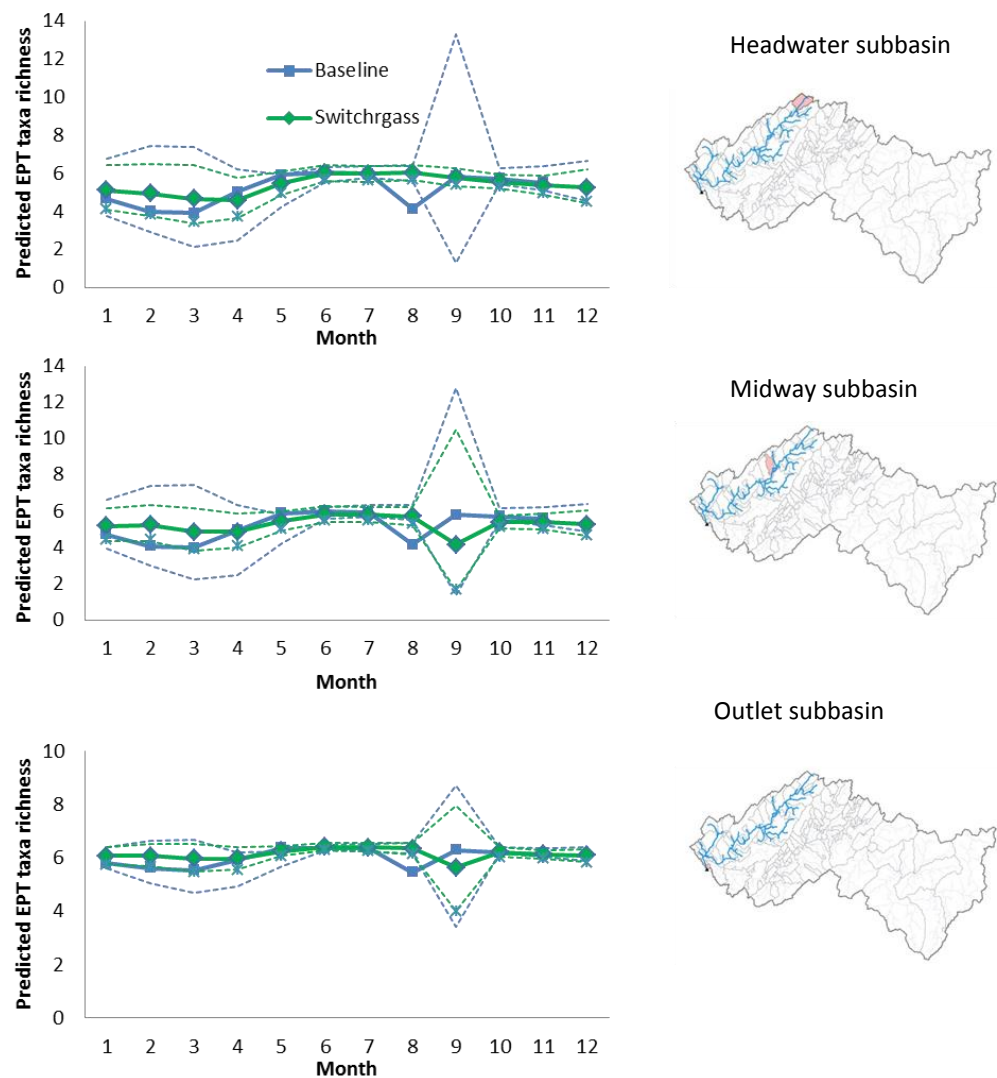 Headwater subbasin
Predicted EPT taxa richness
14
12
10
8
6
4
2
0
Baseline
Switchrgass
1 2 3 4 5 6 7 8 9 10 11 12
Month
Midway subbasin
Predicted EPT taxa richness
14
12
10
8
6
4
2
0
1 2 3 4 5 6 7 8 9 10 11 12
Month
Outlet subbasin
Predicted EPT taxa richness
10
8
6
4
2
0
1 2 3 4 5 6 7 8 9 10 11 12
Month